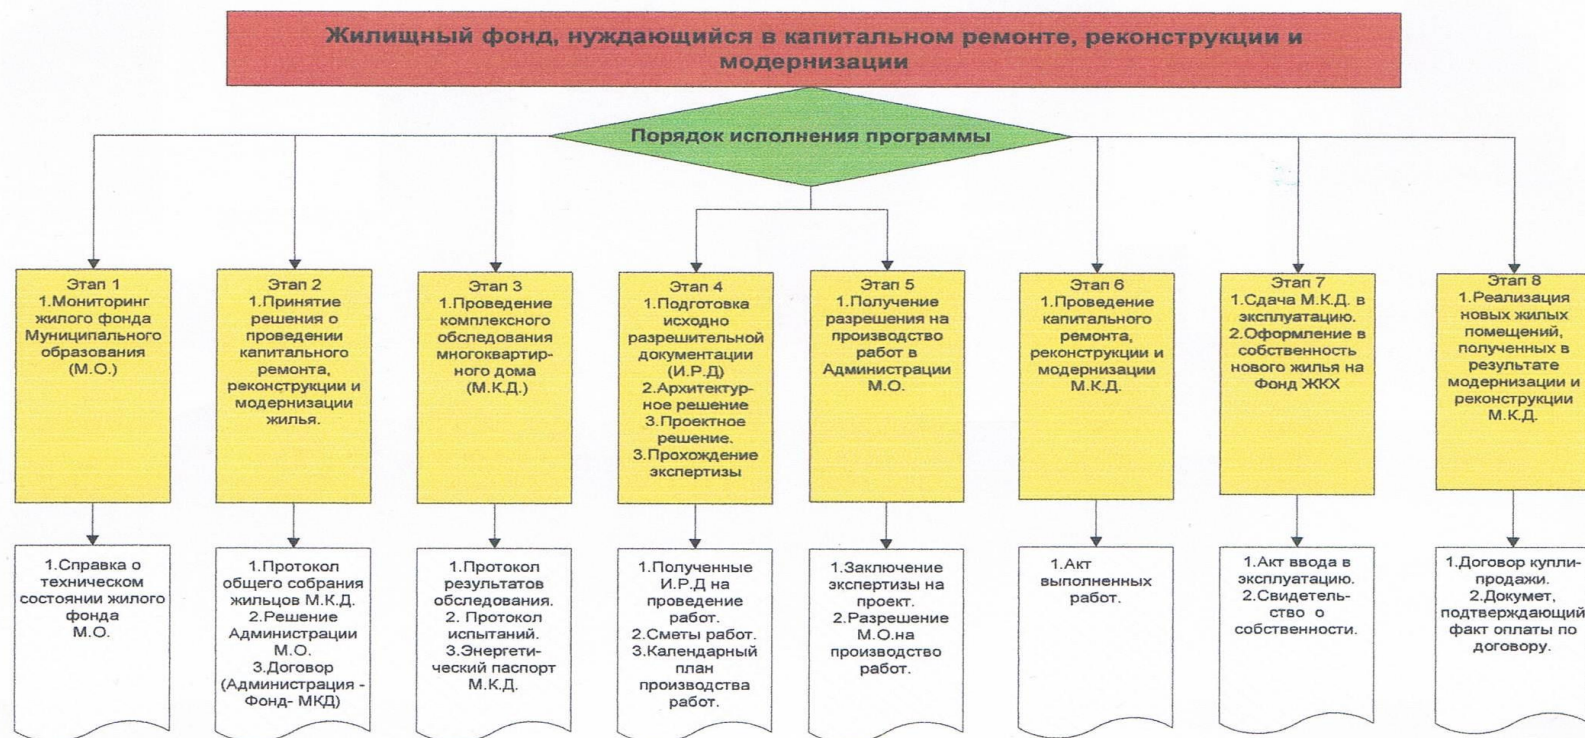 Жилищный фонд, нуждающийся в капитальном ремонте, реконструкции и
модернизации
Порядок исполнения программы
Этап 1
1.Мониторинг
жилого фонда
Муниципального
образования
(М.О.)
Этап 2
1.Принятие
решения о
проведении
капитального
ремонта,
реконструкции и
модернизации
жилья.
Этап 3
1.Проведение
комплексного
обследования
многоквартир-
ного дома
(М.К.Д.)
Этап 4
1.Подготовка
исходно
разрешительной
документации
(И.Р.Д)
2.Архитектур-
ное решение
3.Проектное
решение.
3.Прохождение
экспертизы
Этап 5
1.Получение
разрешения на
производство
работ в
Администрации
М.О.
Этап 6
1.Проведение
капитального
ремонта,
реконструкции и
модернизации
М.К.Д.
Этап 7
1.Сдача М.К.Д. в
эксплуатацию.
2.Оформление в
собственность
нового жилья на
Фонд ЖКХ
Этап 8
1.Реализация
новых жилых
помещений,
полученных в
результате
модернизации и
реконструкции
М.К.Д.
1.Справка о
техническом
состоянии жилого
фонда
М.О.
1.Протокол
общего собрания
жильцов М.К.Д.
2.Решение
Администрации
М.О.
3.Договор
(Администрация -
Фонд- МКД)
1.Протокол
результатов
обследования.
2. Протокол
испытаний.
3.Энергети-
ческий паспорт
М.К.Д.
1.Полученные
И.Р.Д на
проведение
работ.
2.Сметы работ.
3.Календарный
план
производства
работ.
1.Заключение
экспертизы на
проект.
2.Разрешение
М.О.на
производство
работ.
1.Акт
выполненных
работ.
1.Акт ввода в
эксплуатацию.
2.Свидетель-
ство о
собственности.
1.Договор купли-
продажи.
2.Докумет,
подтверждающий
факт оплаты по
договору.